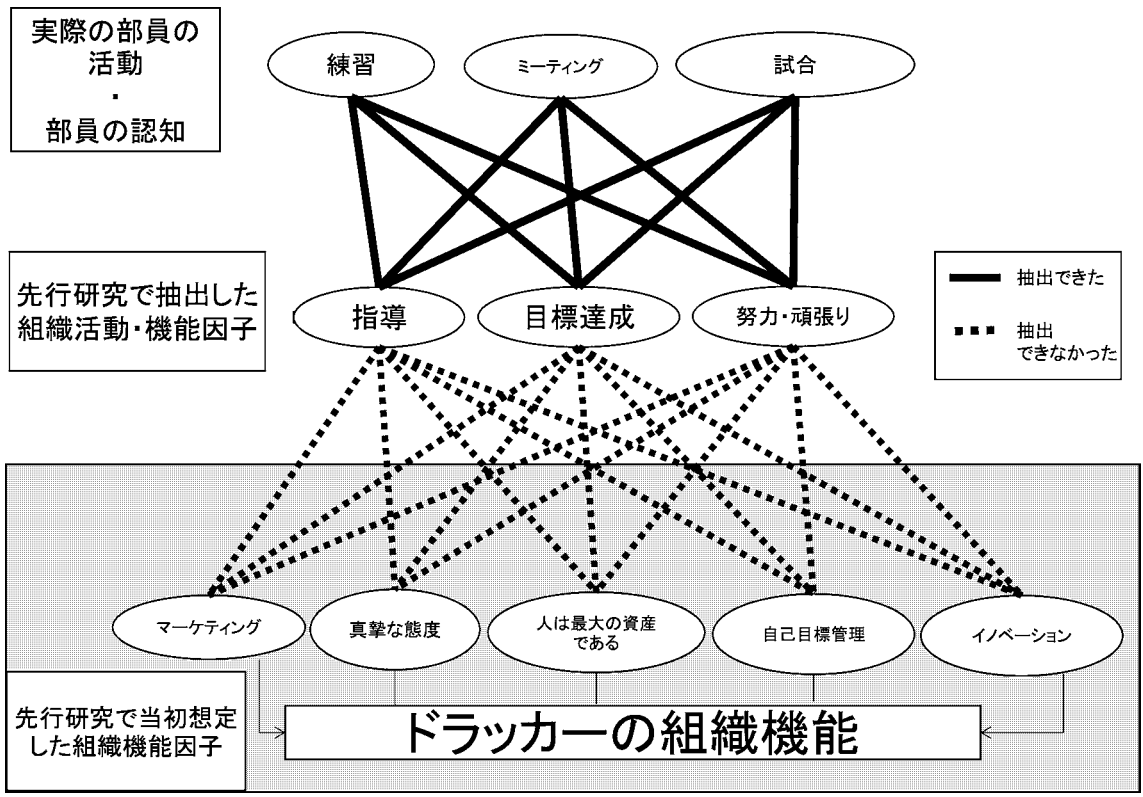 実際の部員の
活動
・
部員の認知
練習
ミーティング
試合
先行研究で抽出した
組織活動・機能因子
指導
目標達成
努力・頑張り
抽出できた
抽出
できなかった
マーケティング
真摯な態度
人は最大の資産
である
自己目標管理
イノベーション
先行研究で当初想定
した組織機能因子
ドラッカーの組織機能